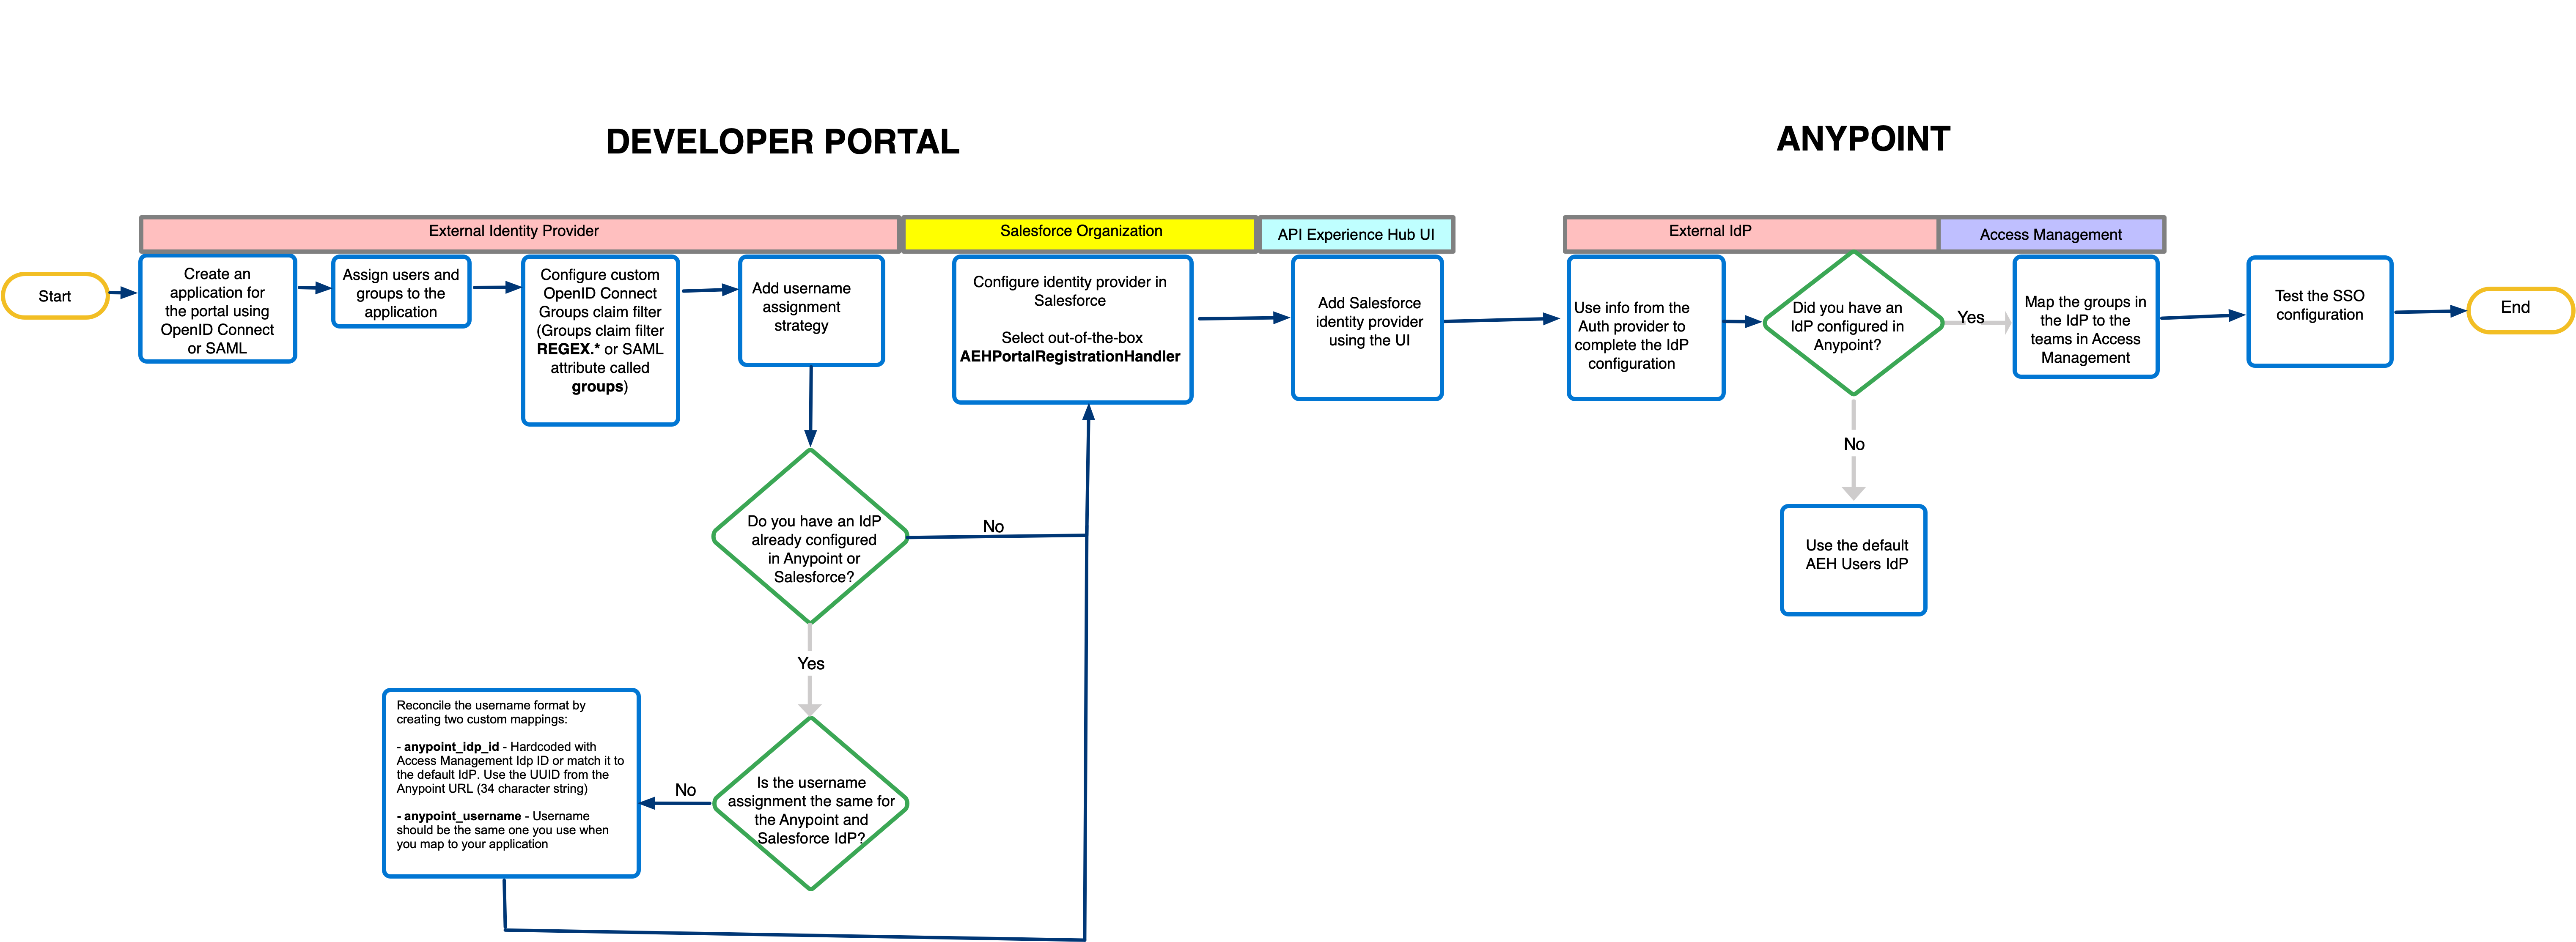 DEVELOPER PORTAL
ANYPOINT
External Identity Provider
Salesforce Organization
API Experience Hub UI
External IdP
Access Management
Start
Create an
application for
the portal using
OpenID Connect
or SAML
Assign users and
groups to the
application
Configure custom
OpenID Connect
Groups claim filter
(Groups claim filter
REGEX.* or SAML
attribute called
groups)
Add username
assignment
strategy
Configure identity provider in
Salesforce
Select out-of-the-box
AEHPortalRegistrationHandler
Add Salesforce
identity provider
using the UI
Use info from the
Auth provider to
complete the IdP
configuration
Did you have an
IdP configured in
Anypoint?
Yes
Map the groups in
the IdP to the
teams in Access
Management
Test the SSO
configuration
End
No
Use the default
AEH Users IdP
Do you have an IdP
already configured
in Anypoint or
Salesforce?
No
Yes
Is the username
assignment the same for
the Anypoint and
Salesforce IdP?
No
Reconcile the username format by
creating two custom mappings:
- anypoint_idp_id - Hardcoded with
Access Management Idp ID or match it to
the default IdP. Use the UUID from the
Anypoint URL (34 character string)
- anypoint_username - Username
should be the same one you use when
you map to your application